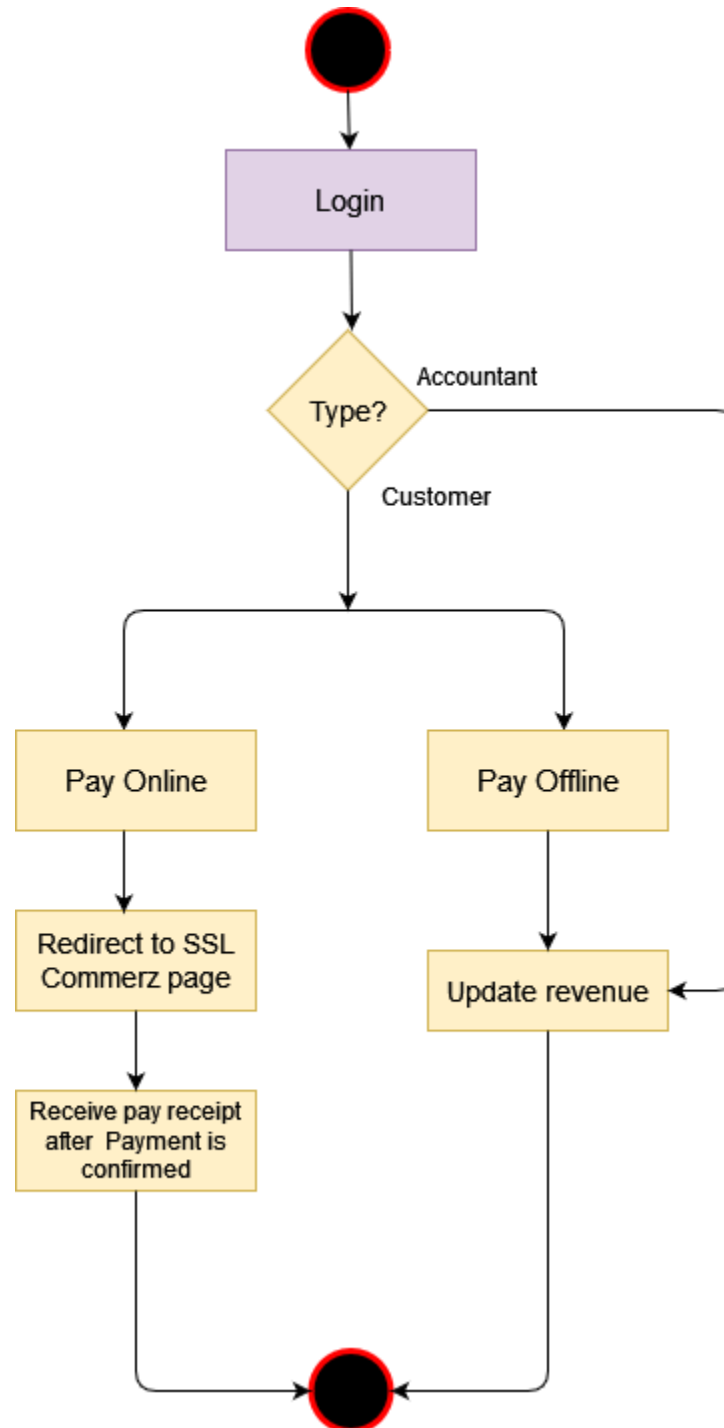 Login
Accountant
Type?
Customer
Pay Online
Pay Offline
Redirect to SSL
Commerz page
Update revenue
Receive pay receipt
after Payment is
confirmed